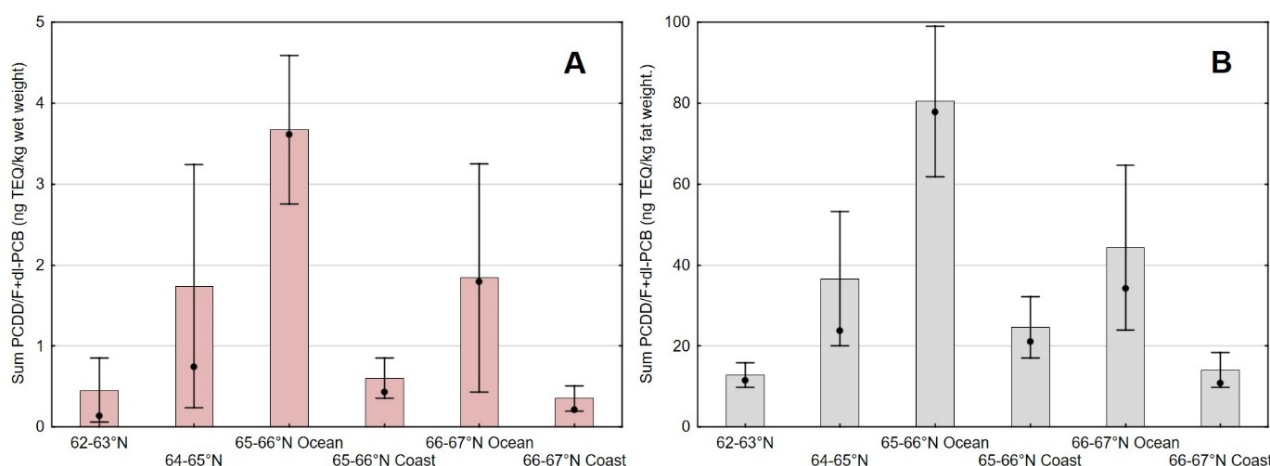 Sum PCDD/F+dl-PCB (ng TEQ/kg wet weight)
5
4
3
2
1
0
A
62-63°N
64-65°N
65-66°N Ocean
65-66°N Coast
66-67°N Ocean
66-67°N Coast
Sum PCDD/F+dl-PCB (ng TEQ/kg fat weight.)
100
80
60
40
20
0
B
62-63°N
64-65°N
65-66°N Ocean
65-66°N Coast
66-67°N Ocean
66-67°N Coast